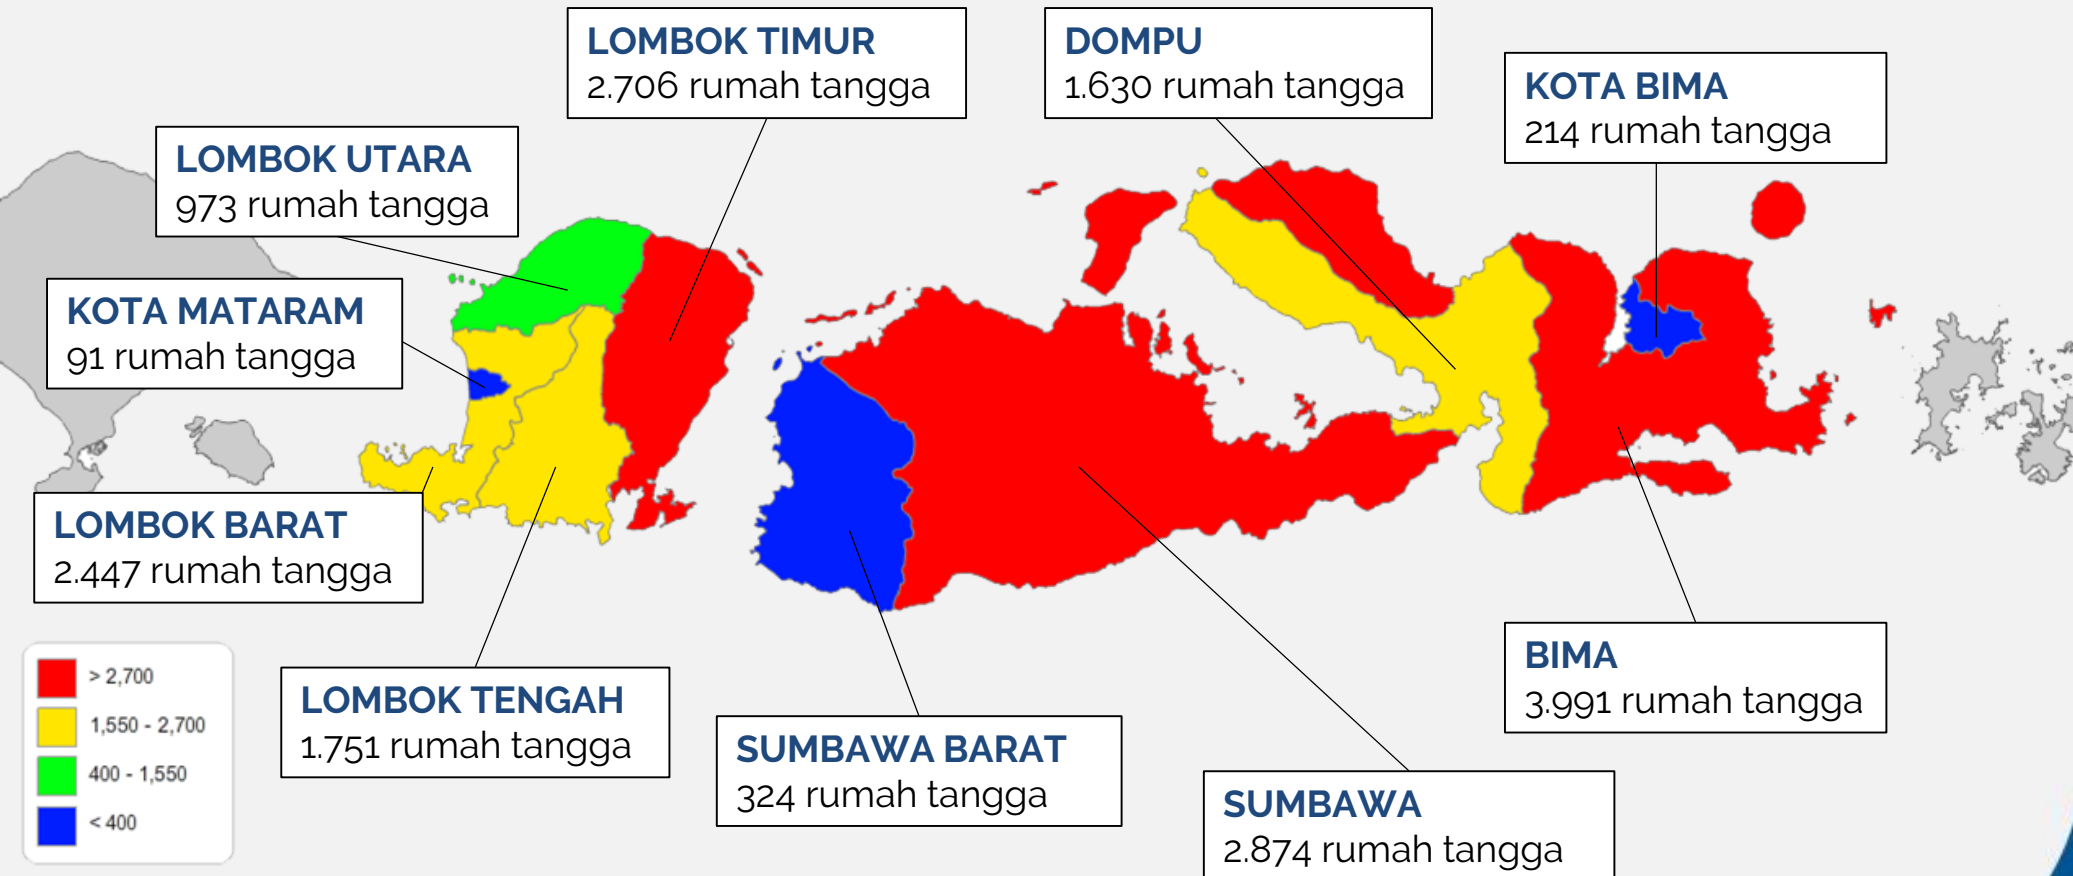 LOMBOK TIMUR
2.706 rumah tangga
DOMPU
1.630 rumah tangga
KOTA BIMA
214 rumah tangga
LOMBOK UTARA
973 rumah tangga
KOTA MATARAM
91 rumah tangga
LOMBOK BARAT
2.447 rumah tangga
LOMBOK TENGAH
1.751 rumah tangga
SUMBAWA BARAT
324 rumah tangga
SUMBAWA
2.874 rumah tangga
BIMA
3.991 rumah tangga
> 2,700
1,550 - 2,700
400 - 1,550
< 400